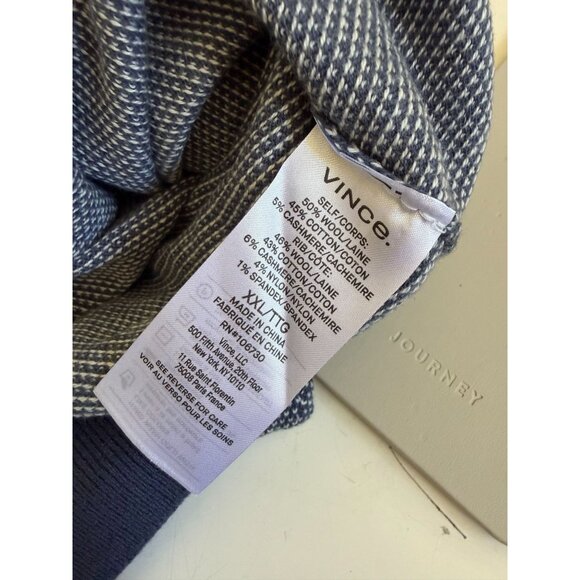 VINCE.
SELF/CORPS:
50% WOOL/LAINE
45% COTTON/COTON
5% CASHMERE/CACHEMIRE
RIB/CÔTE:
46% WOOL/LAINE
43% COTTON/COTON
6% CASHMERE/CACHEMIRE
4% NYLON/NYLON
1% SPANDEX/SPANDEX
XXL/TTG
MADE IN CHINA
FABRIQUÉ EN CHINE
RN#106730
Vince, LLC
500 Fifth Avenue, 20th Floor
New York, NY 10110
11 Rue Saint Florentin
75008 Paris France
SEE REVERSE FOR CARE
VOIR AU VERSO POUR LES SOINS
JOURNEY